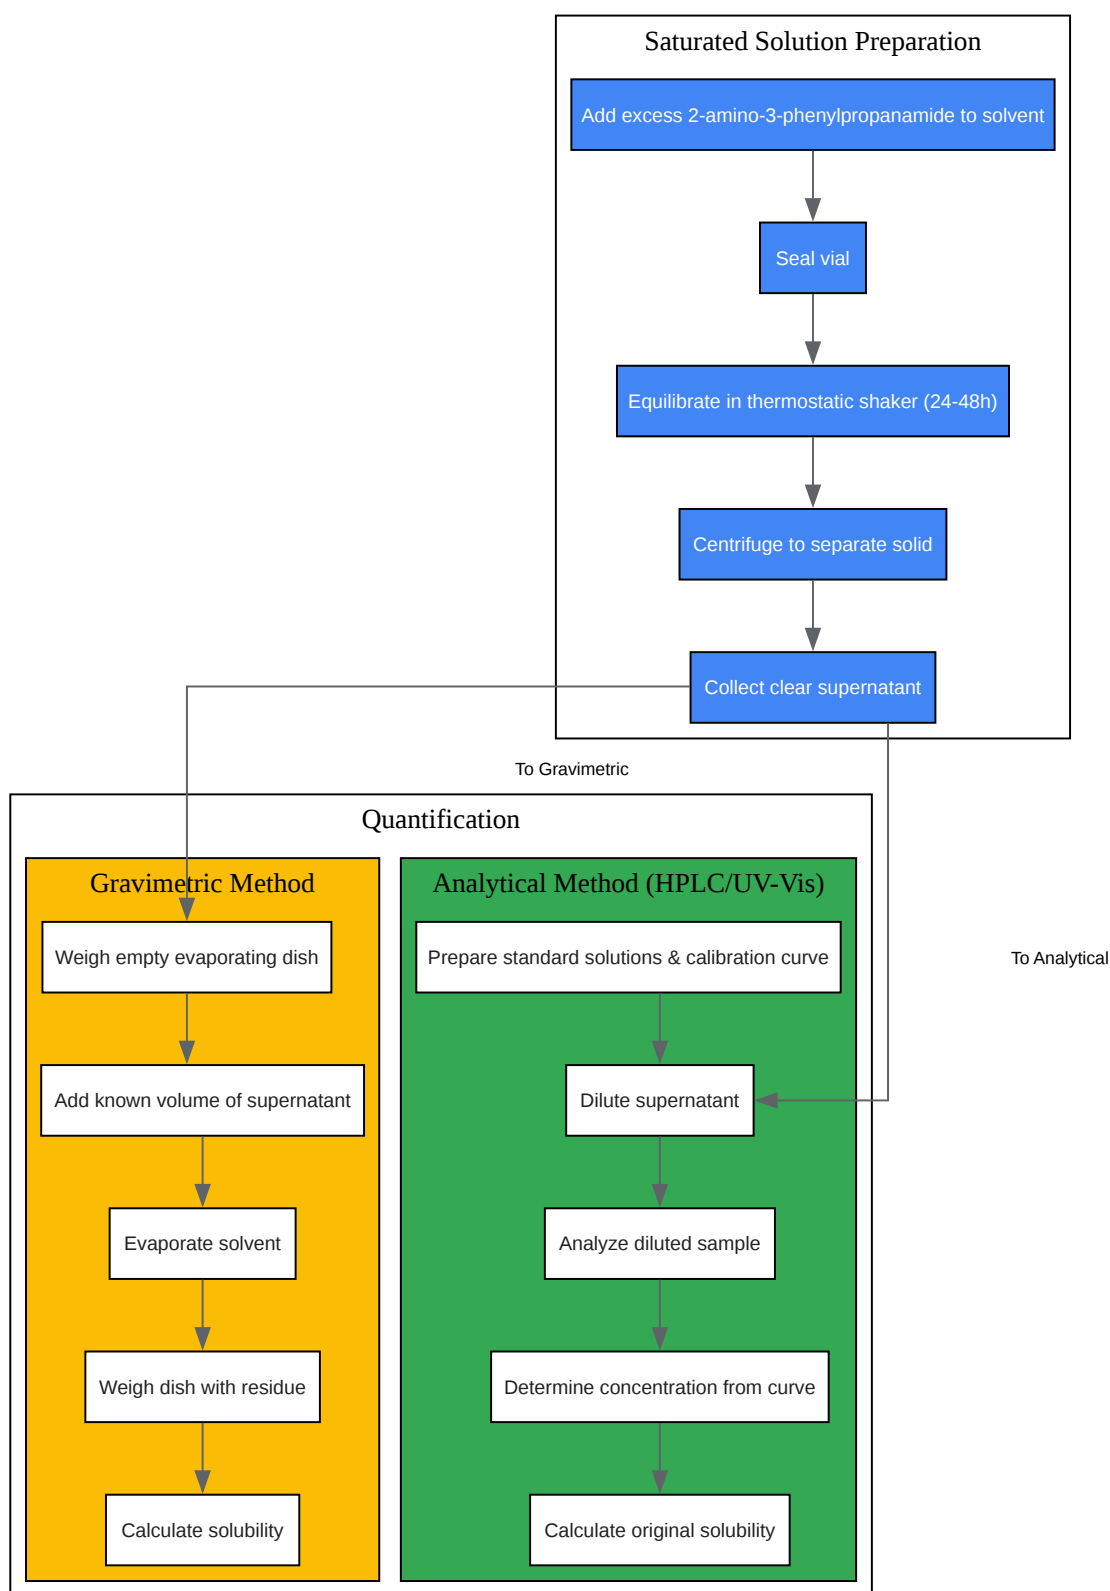 Saturated Solution Preparation
Add excess 2-amino-3-phenylpropanamide to solvent
Seal vial
Equilibrate in thermostatic shaker (24-48h)
Centrifuge to separate solid
Collect clear supernatant
To Gravimetric
To Analytical
Quantification
Gravimetric Method
Weigh empty evaporating dish
Add known volume of supernatant
Evaporate solvent
Weigh dish with residue
Calculate solubility
Analytical Method (HPLC/UV-Vis)
Prepare standard solutions & calibration curve
Dilute supernatant
Analyze diluted sample
Determine concentration from curve
Calculate original solubility